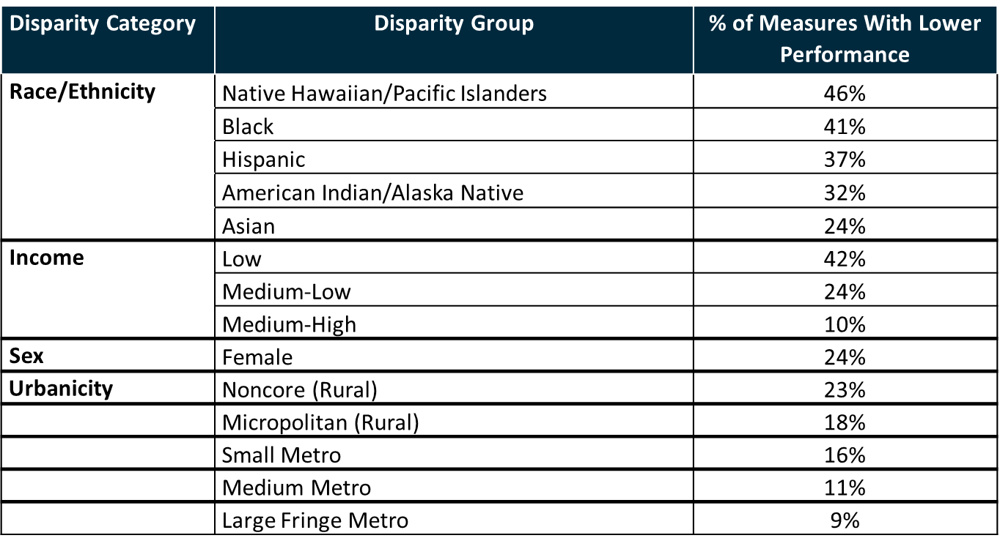 Disparity Category Disparity Group % of Measures With Lower
Performance
Race/Ethnicity Native Hawaiian/Pacific Islanders 46%
Black 41%
Hispanic 37%
American Indian/Alaska Native 32%
Asian 24%
Income Low 42%
Medium-Low 24%
Medium-High 10%
Sex Female 24%
Urbanicity Noncore (Rural) 23%
Micropolitan (Rural) 18%
Small Metro 16%
Medium Metro 11%
Large Fringe Metro 9%